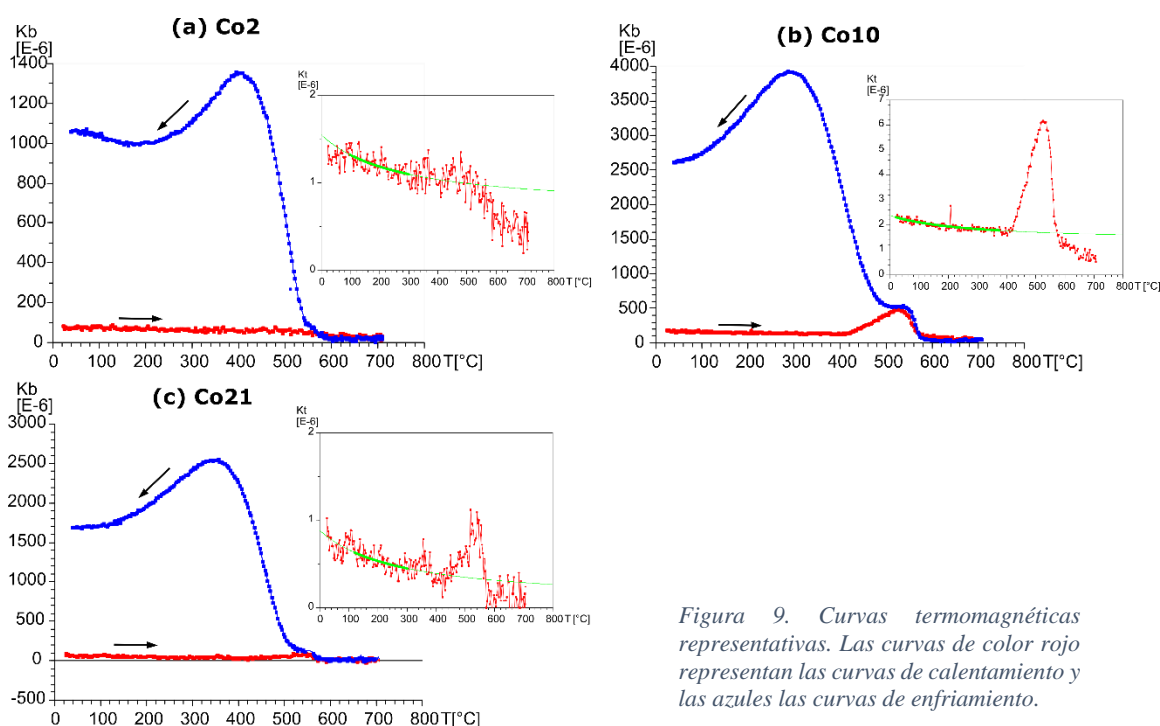 (a) Co2
Kb
[E-6]
1400
1200
1000
800
600
400
200
0
0 100 200 300 400 500 600 700 800 T[°C]
Kt
[E-6]
2
1
0
0 100 200 300 400 500 600 700 800 T [°C]
(b) Co10
Kb
[E-6]
4000
3500
3000
2500
2000
1500
1000
500
0
0 100 200 300 400 500 600 700 800 T[°C]
Kt
[E-6]
7
6
5
4
3
2
1
0
0 100 200 300 400 500 600 700 800 T [°C]
(c) Co21
Kb
[E-6]
3000
2500
2000
1500
1000
500
0
-500
0 100 200 300 400 500 600 700 800 T[°C]
Kt
[E-6]
2
1
0
0 100 200 300 400 500 600 700 800 T [°C]
Figura 9. Curvas termomagnéticas
representativas. Las curvas de color rojo
representan las curvas de calentamiento y
las azules las curvas de enfriamiento.